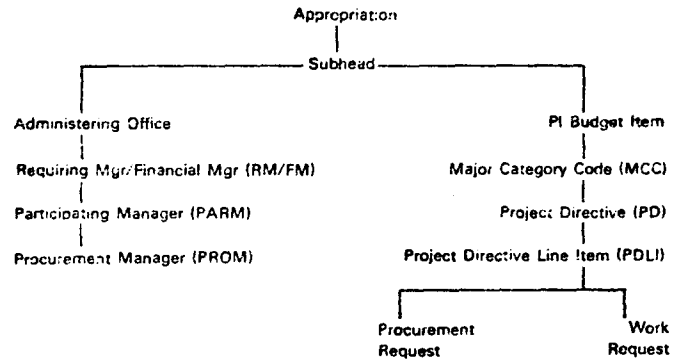 Appropriation
Subhead
Administering Office
PI Budget Item
Requiring Mgr/Financial Mgr (RM/FM)
Major Category Code (MCC)
Participating Manager (PARM)
Project Directive (PD)
Procurement Manager (PROM)
Project Directive Line Item (PDLI)
Procurement
Request
Work
Request